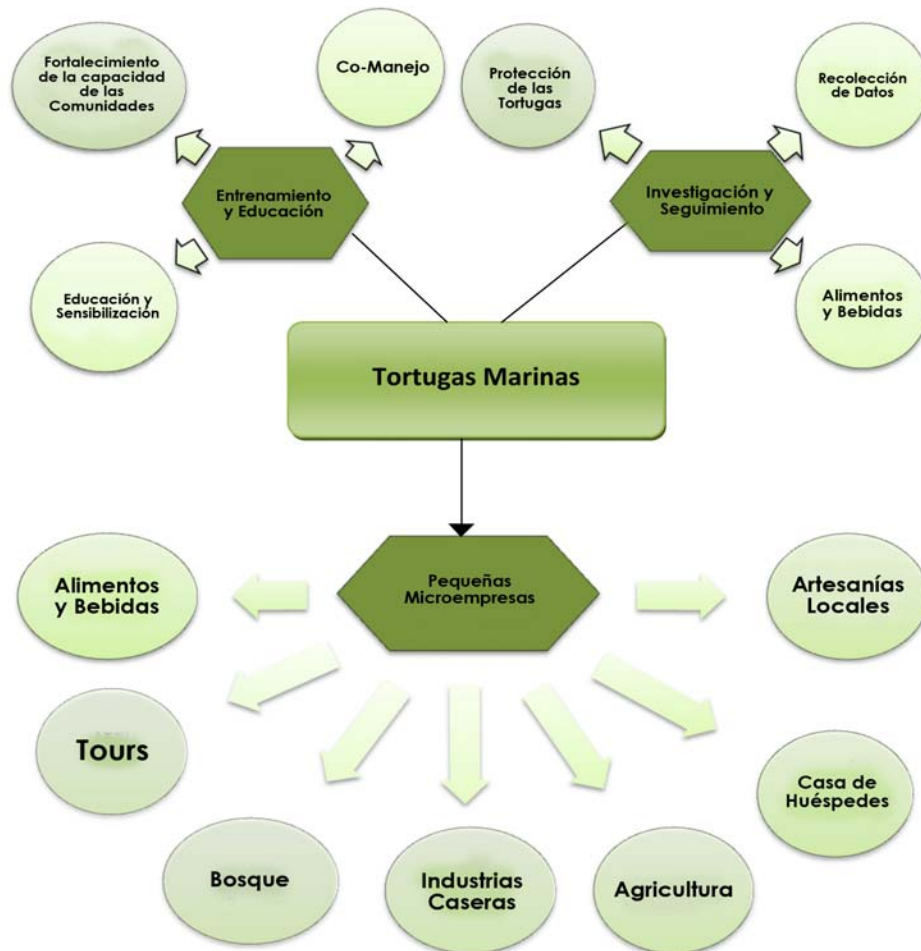 Fortalecimiento
de la capacidad
de las
Comunidades
Co-Manejo
Protección
de las
Tortugas
Recolección
de Datos
Entrenamiento
y Educación
Investigación y
Seguimiento
Educación y
Sensibilización
Alimentos
y Bebidas
Tortugas Marinas
Pequeñas
Microempresas
Alimentos
y Bebidas
Artesanías
Locales
Tours
Casa de
Huéspedes
Bosque
Industrias
Caseras
Agricultura